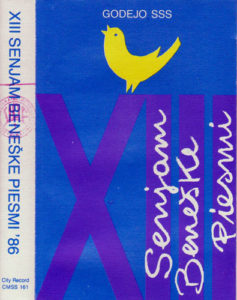 XIII SENJAM BENEŠKE PIESMI '86
City Record
CMSS 161
GODEJO SSS
XIII
Senjam
Beneške
piesmi